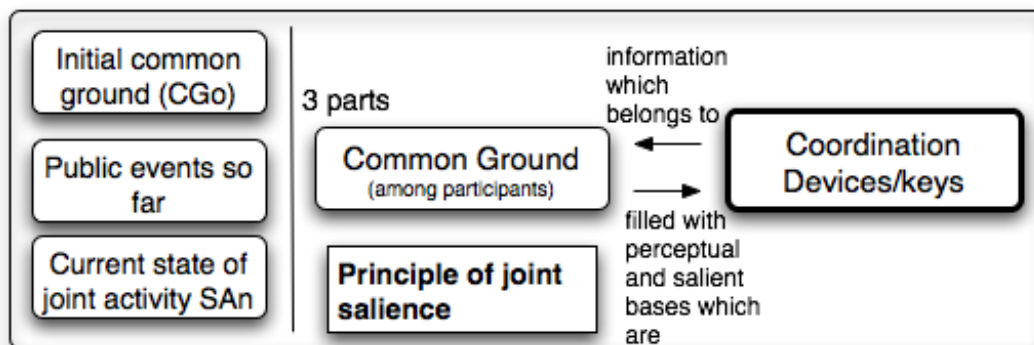 Initial common
ground (CGo)
Public events so
far
Current state of
joint activity SAn
3 parts
Common Ground
(among participants)
Principle of joint
salience
information
which
belongs to
filled with
perceptual
and salient
bases which
are
Coordination
Devices/keys